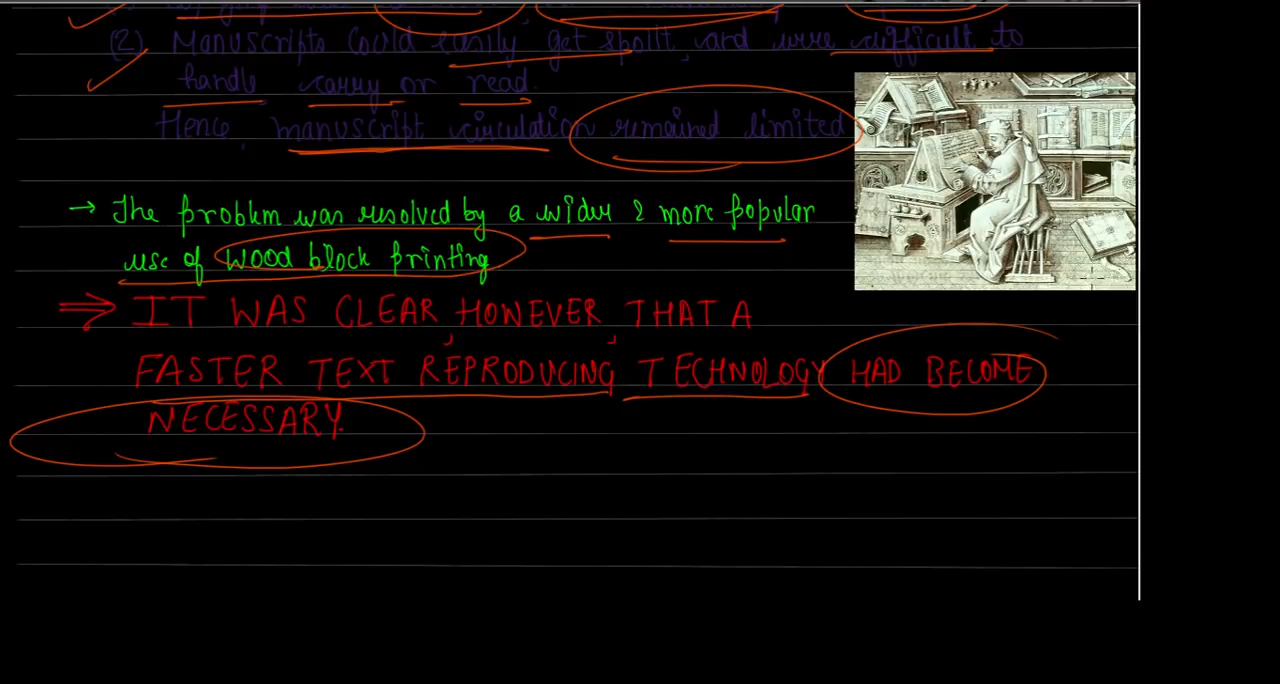 (2) Manuscripts could easily get spoilt, and were difficult to
handle, carry or read.
Hence, manuscript circulation remained limited
→ The problem was resolved by a wider & more popular
use of wood block printing
⇒ IT WAS CLEAR, HOWEVER, THAT A
FASTER TEXT REPRODUCING TECHNOLOGY HAD BECOME
NECESSARY.